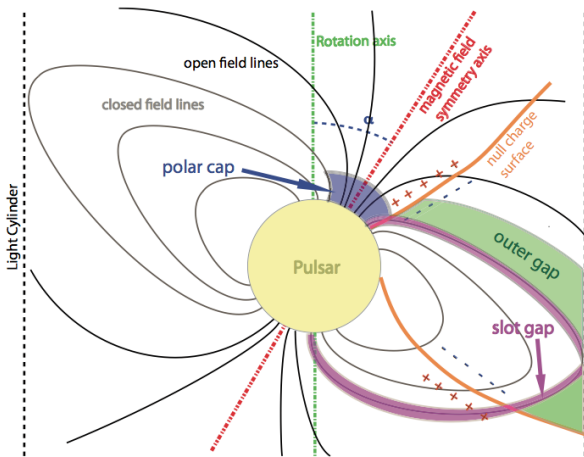 Rotation axis
open field lines
closed field lines
magnetic field
symmetry axis
α
null charge
surface
polar cap
Light Cylinder
Pulsar
outer gap
slot gap
+ + + + + +
- - -
- - -
+ + + + + +